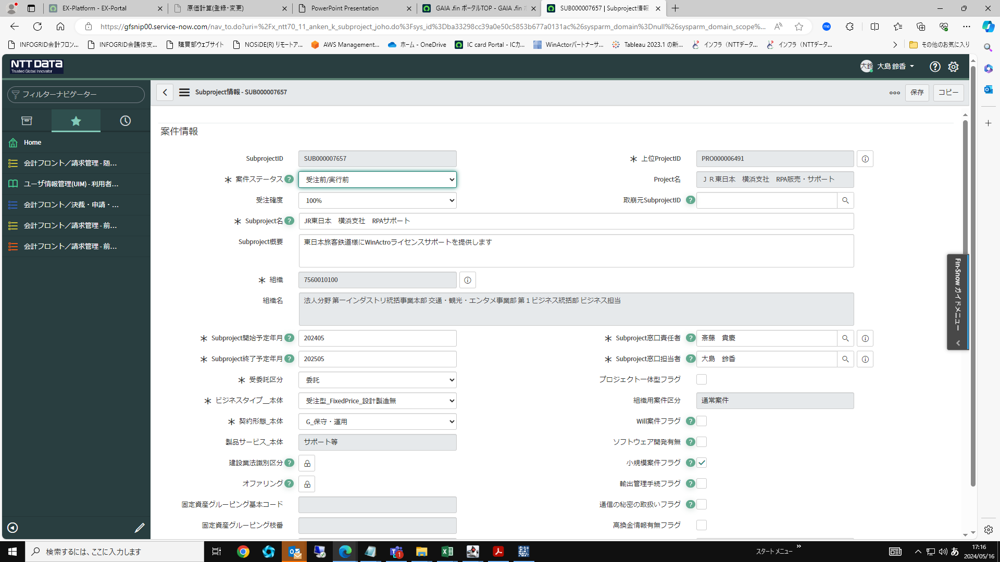 EX-Platform - EX-Portal
原価計算(登録·変更)
PowerPoint Presentation
GAIA .fin ポータルTOP - GAIA .fin
SUB000007657 | Subproject情報
https://gfsnip00.service-now.com/nav_to.do?uri=%2Fx_ntt70_11_anken_k_subproject_joho.do%3Fsys_id%3Dba33298cc39a0e50c5853b677a0131ac%26sysparm_domain%3Dnull%26sysparm_domain_scope%...
INFOGRID会計フロン...
INFOGRID会議体支...
購買部ウェブサイト
NOSiDE(R) リモートア...
AWS Management...
ホーム - OneDrive
IC card Portal - ICカ...
WinActorパートナーサ...
Tableau 2023.1 の新...
インフラ（NTTデータ...
インフラ（NTTデータ...
その他のお気に入り
NTT DATA
Trusted Global Innovator
大鈴
大島 鈴香
フィルターナビゲーター
Subproject情報 - SUB000007657
保存
コピー
Home
会計フロント／請求管理 - 随...
ユーザ情報管理(UIM) - 利用者...
会計フロント／決裁・申請・...
会計フロント／請求管理 - 前...
会計フロント／請求管理 - 前...
案件情報
SubprojectID
SUB000007657
上位ProjectID
PRO000006491
案件ステータス
受注前/実行前
Project名
ＪＲ東日本　横浜支社　RPA販売・サポート
受注確度
100%
取崩元SubprojectID
Subproject名
JR東日本　横浜支社　RPAサポート
Subproject概要
東日本旅客鉄道様にWinActroライセンスサポートを提供します
組織
7560010100
組織名
法人分野 第一インダストリ統括事業本部 交通・観光・エンタメ事業部 第１ビジネス統括部 ビジネス担当
Subproject開始予定年月
202405
Subproject窓口責任者
斎藤　貴慶
Subproject終了予定年月
202505
Subproject窓口担当者
大島　鈴香
受委託区分
委託
プロジェクト一体型フラグ
ビジネスタイプ__本体
受注型_FixedPrice_設計製造無
組織用案件区分
通常案件
契約形態_本体
G_保守・運用
Will案件フラグ
製品サービス_本体
サポート等
ソフトウェア開発有無
建設業法識別区分
小規模案件フラグ
オファリング
輸出管理手続フラグ
固定資産グルーピング基本コード
通信の秘密の取扱いフラグ
固定資産グルーピング枝番
高換金情報有無フラグ
Fin-Snow ガイドメニュー
検索するには、ここに入力します
スタート メニュー
あ
17:16
2024/05/16